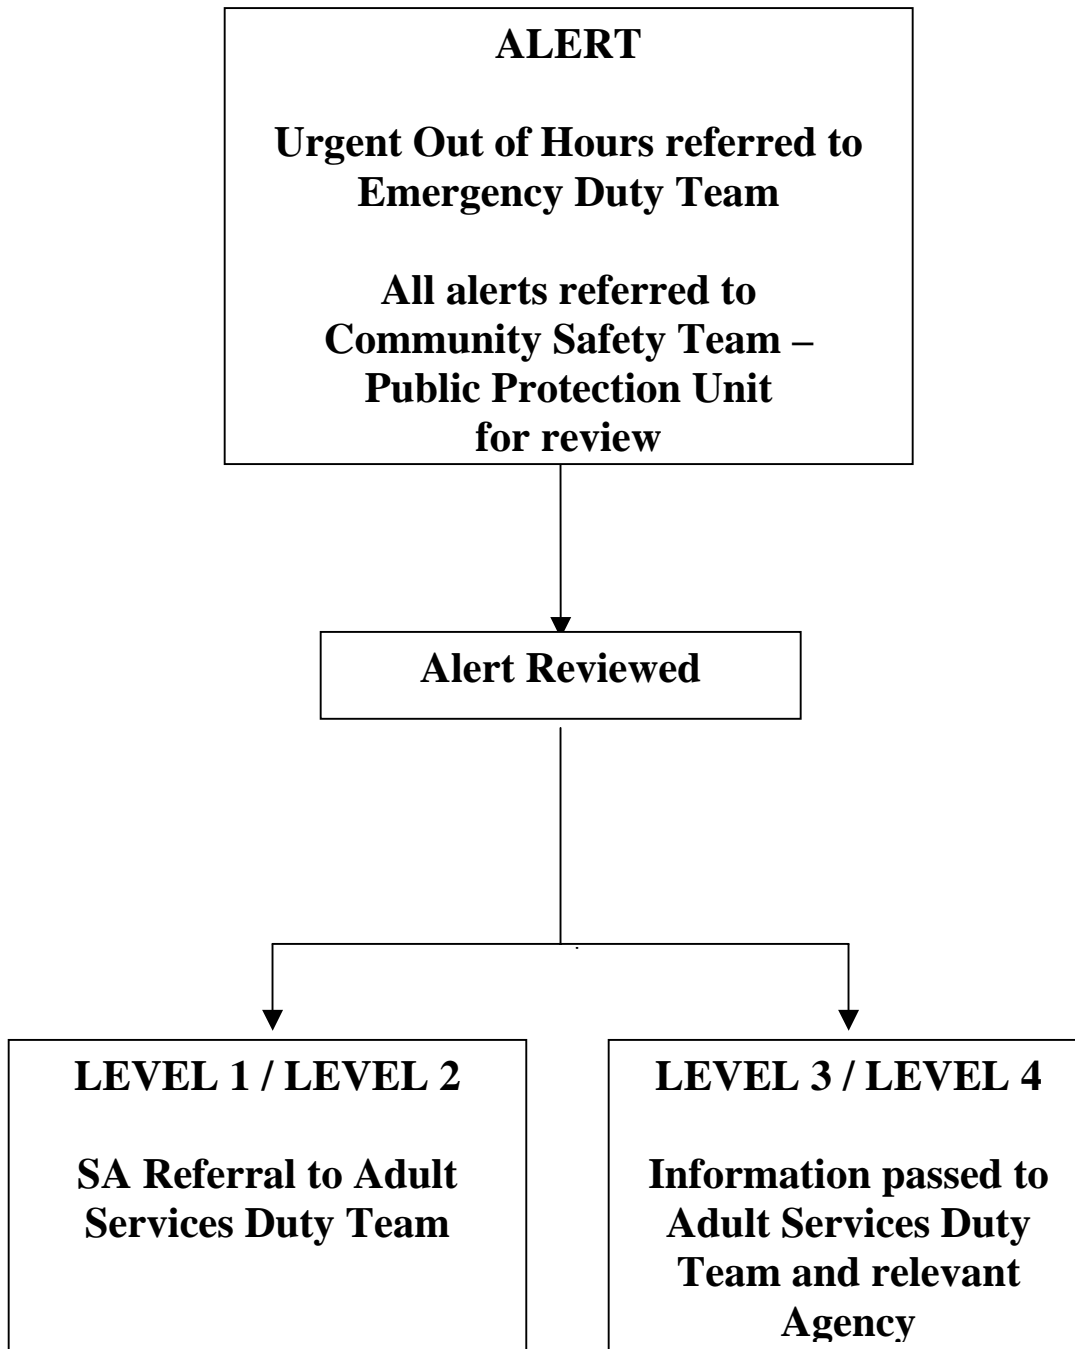 ALERT
Urgent Out of Hours referred to
Emergency Duty Team
All alerts referred to
Community Safety Team –
Public Protection Unit
for review
Alert Reviewed
LEVEL 1 / LEVEL 2
SA Referral to Adult
Services Duty Team
LEVEL 3 / LEVEL 4
Information passed to
Adult Services Duty
Team and relevant
Agency